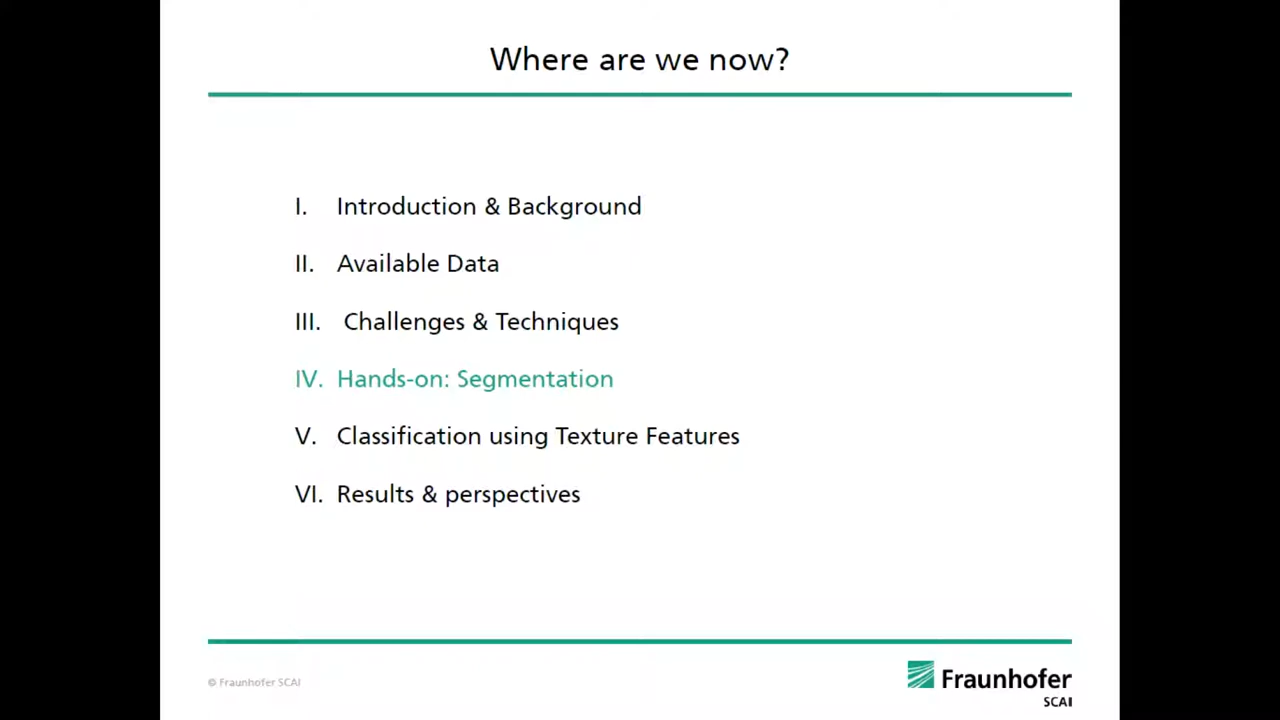 Where are we now?
I. Introduction & Background
II. Available Data
III. Challenges & Techniques
IV. Hands-on: Segmentation
V. Classification using Texture Features
VI. Results & perspectives
© Fraunhofer SCAI
Fraunhofer
SCAI